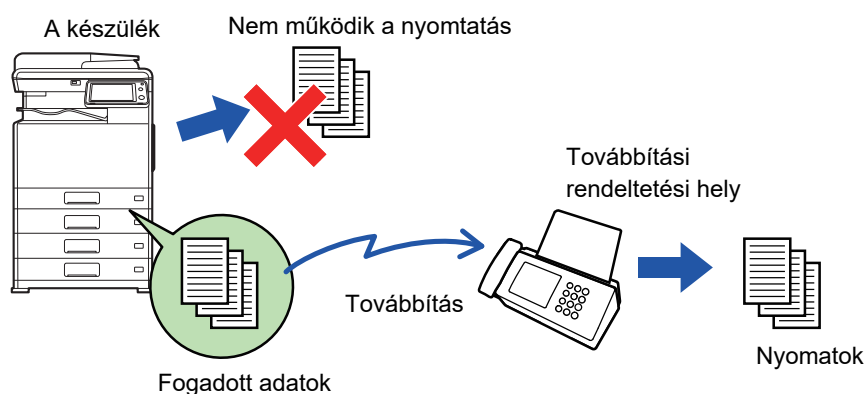 A készülék
Nem működik a nyomtatás
Továbbítási
rendeltetési hely
Továbbítás
Nyomatok
Fogadott adatok